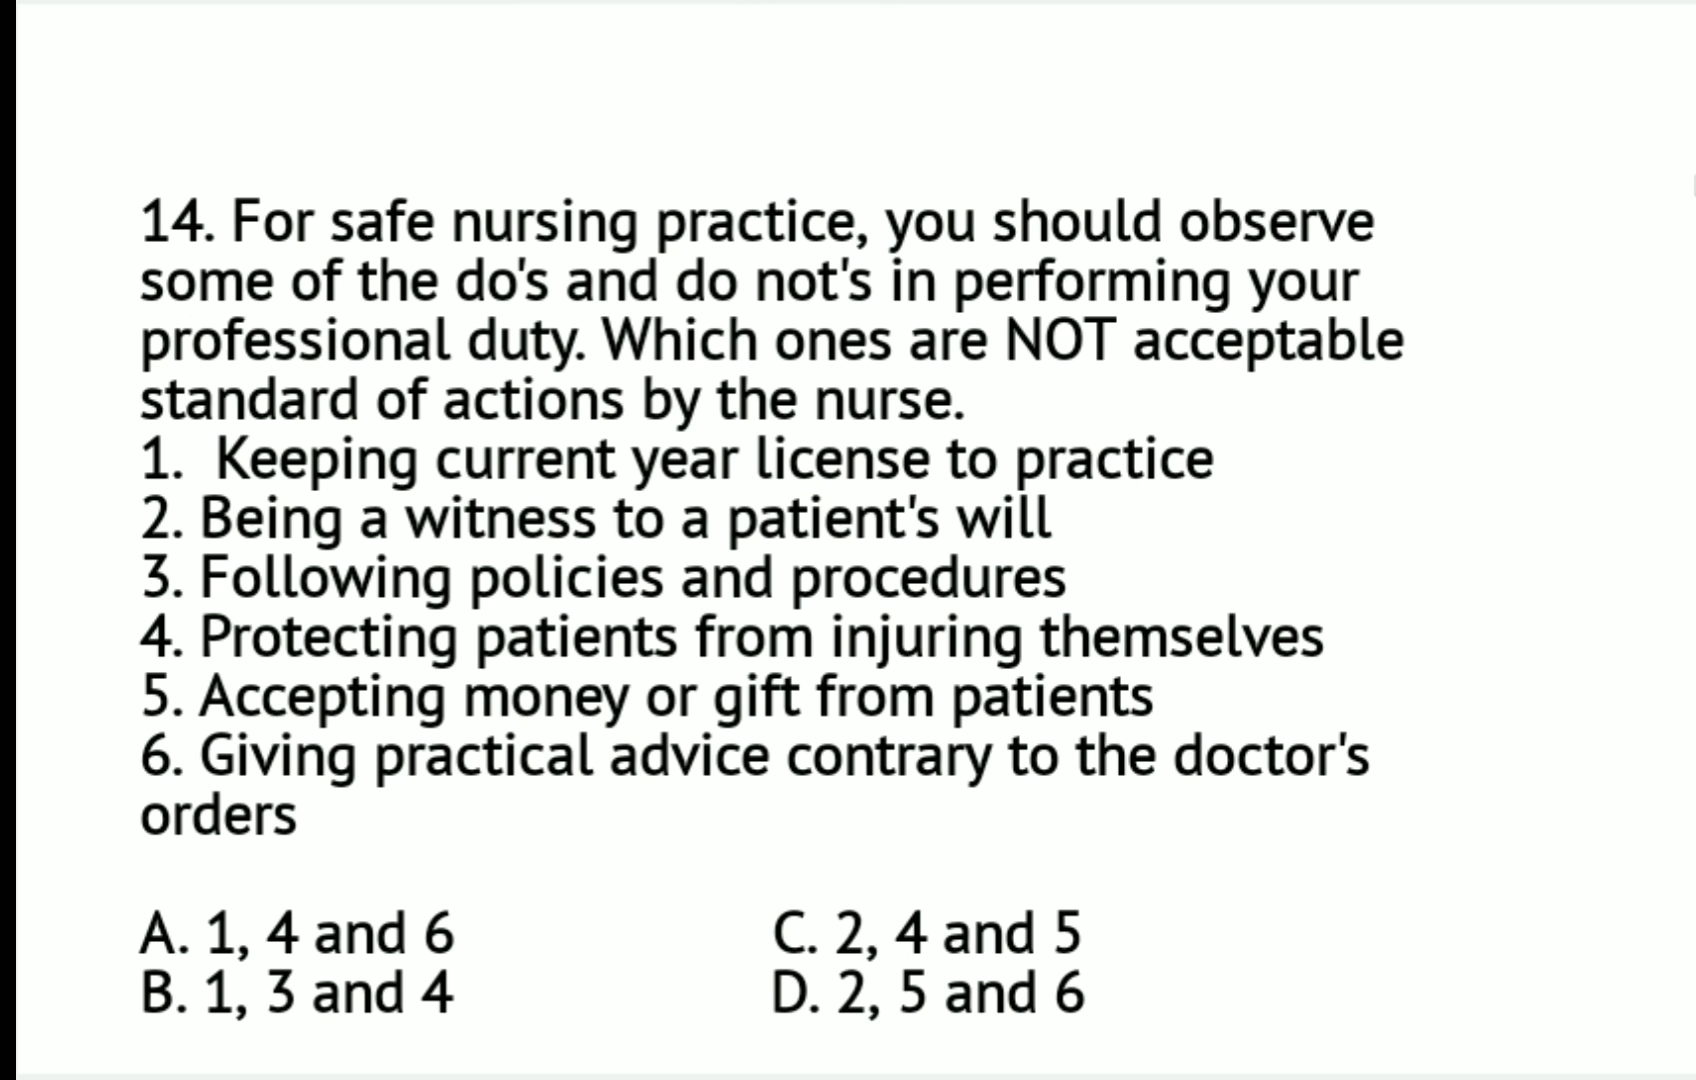 14. For safe nursing practice, you should observe
some of the do's and do not's in performing your
professional duty. Which ones are NOT acceptable
standard of actions by the nurse.
1. Keeping current year license to practice
2. Being a witness to a patient's will
3. Following policies and procedures
4. Protecting patients from injuring themselves
5. Accepting money or gift from patients
6. Giving practical advice contrary to the doctor's
orders
A. 1, 4 and 6
B. 1, 3 and 4
C. 2, 4 and 5
D. 2, 5 and 6